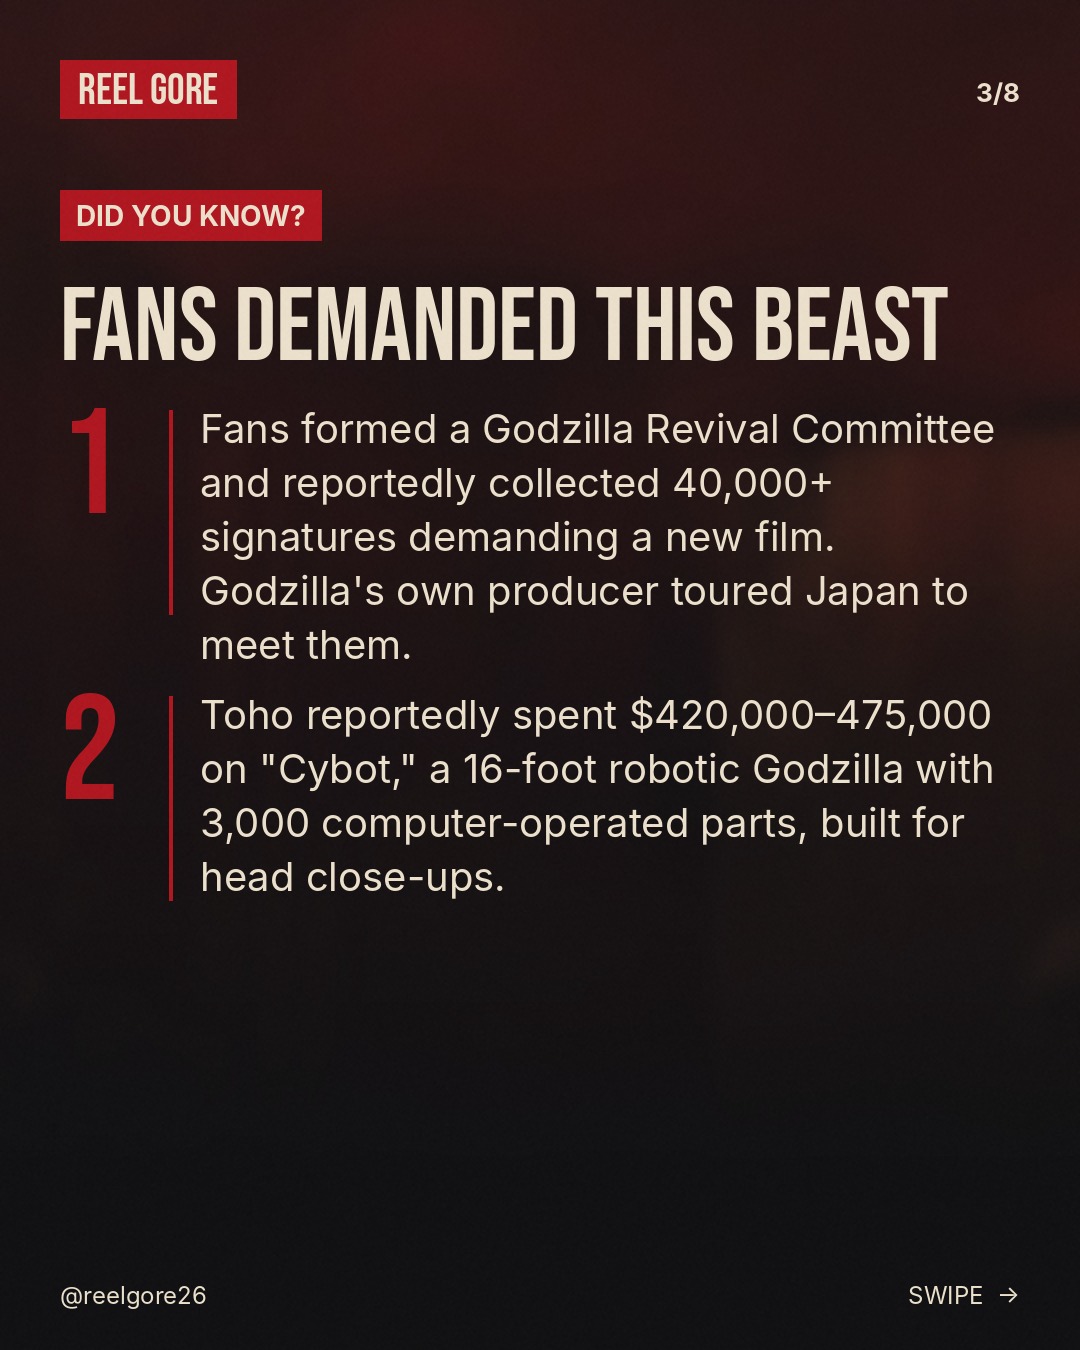 REEL GORE
3/8
DID YOU KNOW?
FANS DEMANDED THIS BEAST
1
Fans formed a Godzilla Revival Committee
and reportedly collected 40,000+
signatures demanding a new film.
Godzilla's own producer toured Japan to
meet them.
2
Toho reportedly spent $420,000–475,000
on "Cybot," a 16-foot robotic Godzilla with
3,000 computer-operated parts, built for
head close-ups.
@reelgore26
SWIPE →